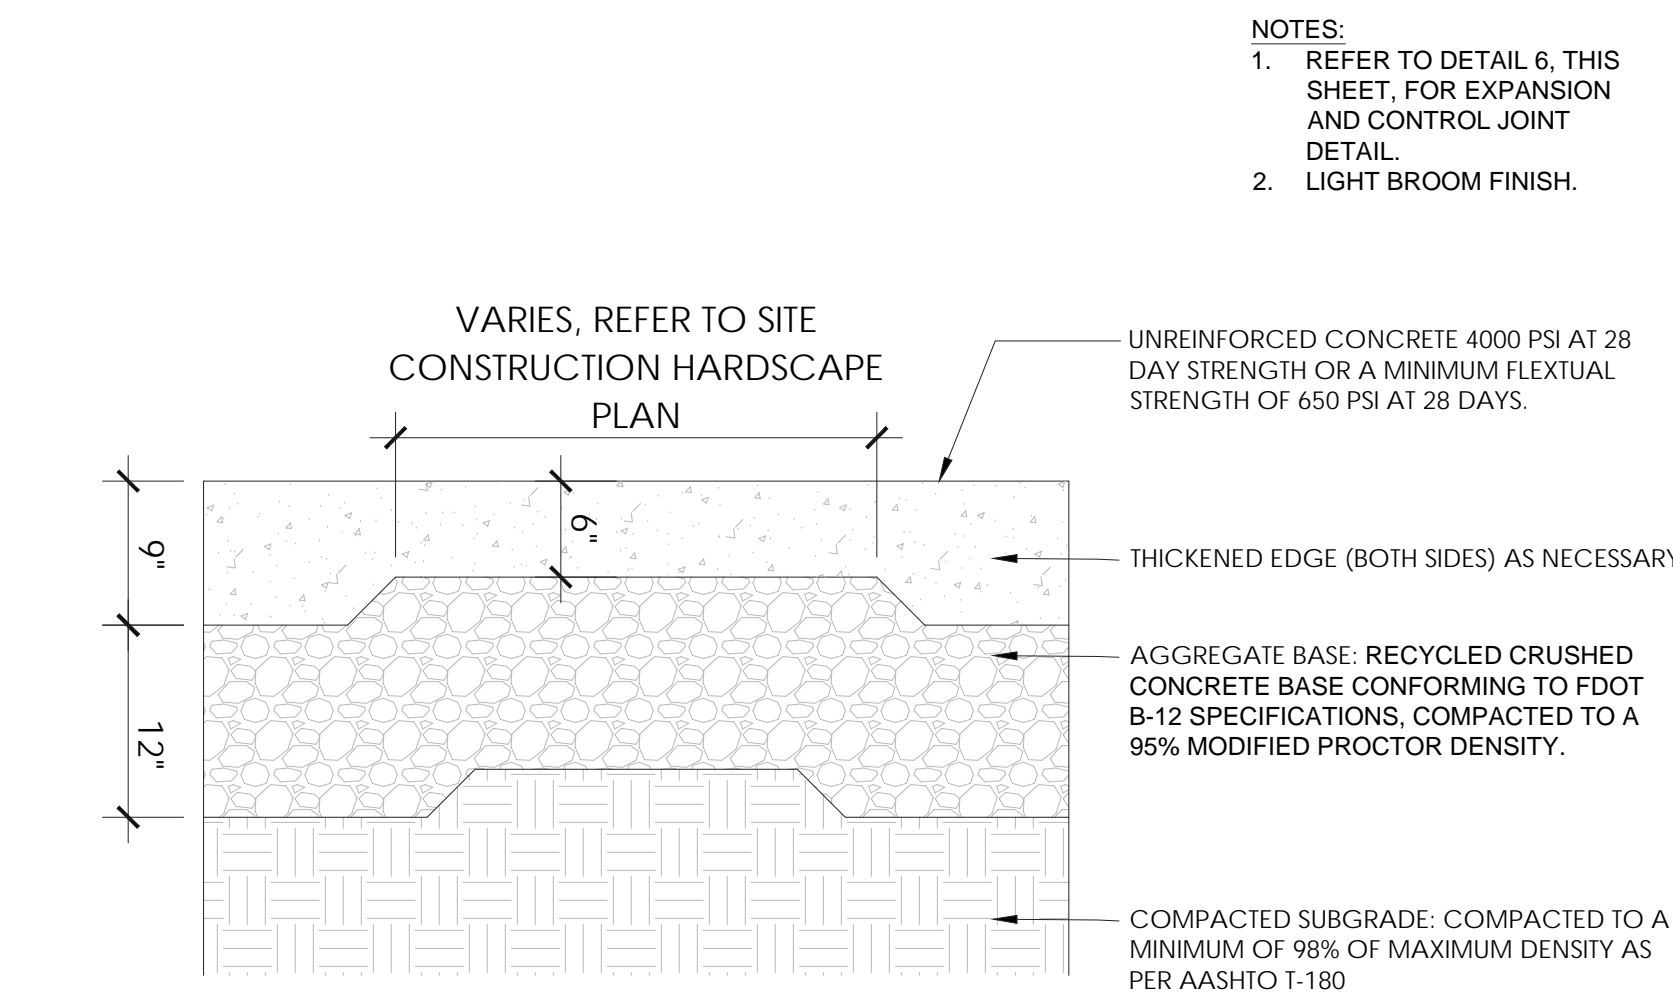 NOTES:
1. REFER TO DETAIL 6, THIS
SHEET, FOR EXPANSION
AND CONTROL JOINT
DETAIL.
2. LIGHT BROOM FINISH.
VARIES, REFER TO SITE
CONSTRUCTION HARDSCAPE
PLAN
UNREINFORCED CONCRETE 4000 PSI AT 28
DAY STRENGTH OR A MINIMUM FLEXTUAL
STRENGTH OF 650 PSI AT 28 DAYS.
6"
9"
THICKENED EDGE (BOTH SIDES) AS NECESSARY
AGGREGATE BASE: RECYCLED CRUSHED
CONCRETE BASE CONFORMING TO FDOT
B-12 SPECIFICATIONS, COMPACTED TO A
95% MODIFIED PROCTOR DENSITY.
12"
COMPACTED SUBGRADE: COMPACTED TO A
MINIMUM OF 98% OF MAXIMUM DENSITY AS
PER AASHTO T-180